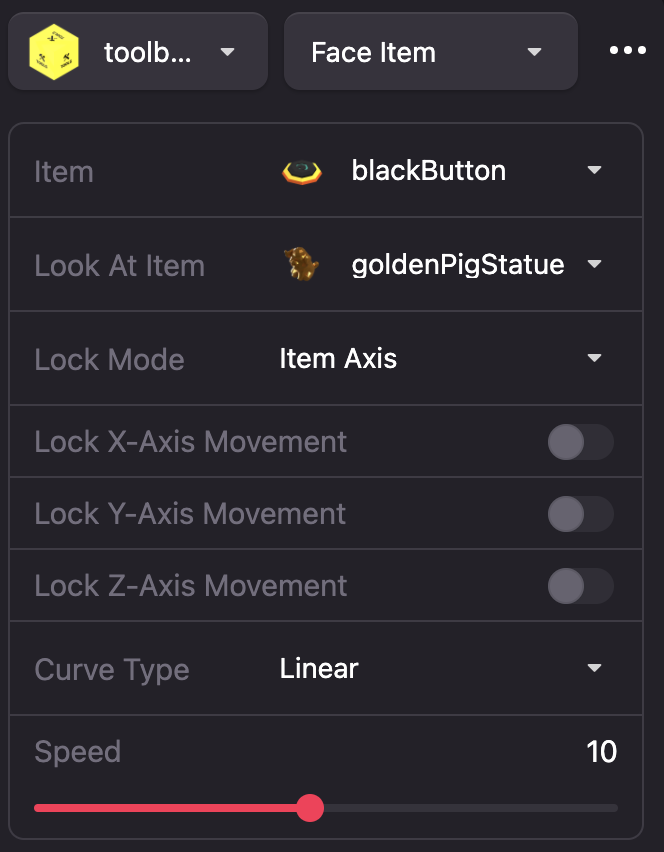 toolb...
Face Item
Item
blackButton
Look At Item
goldenPigStatue
Lock Mode
Item Axis
Lock X-Axis Movement
Lock Y-Axis Movement
Lock Z-Axis Movement
Curve Type
Linear
Speed
10